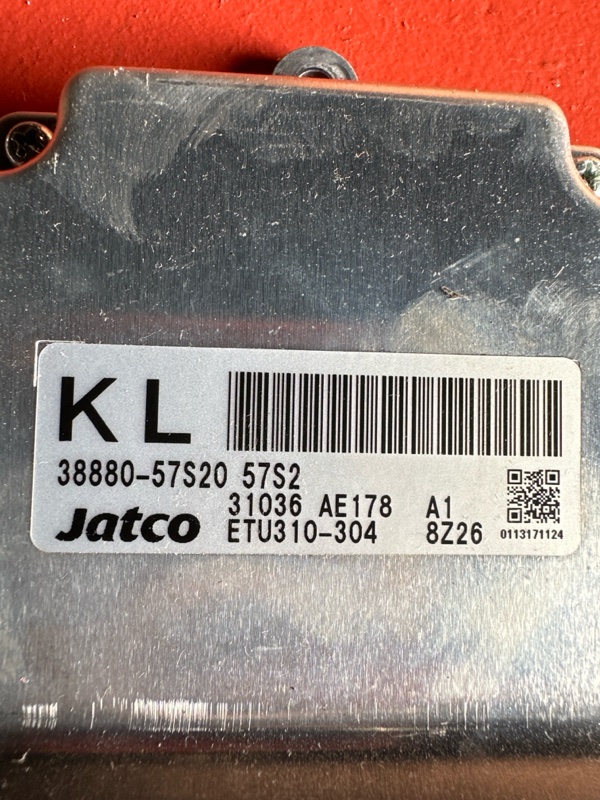 KL
38880-57S20 57S2
31036 AE178 A1
Jatco ETU310-304 8Z26
0113171124